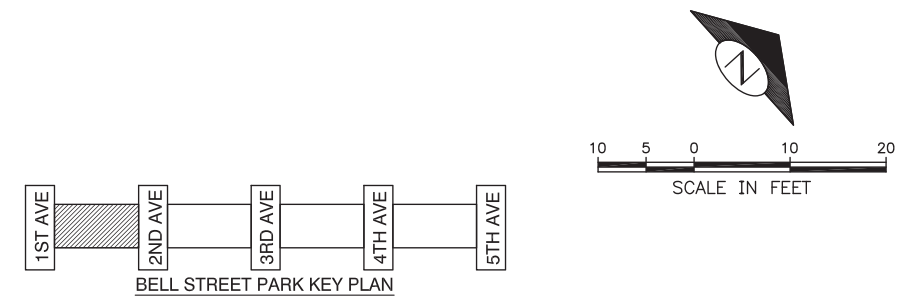 N
10 5 0 10 20
SCALE IN FEET
1ST AVE
2ND AVE
3RD AVE
4TH AVE
5TH AVE
BELL STREET PARK KEY PLAN